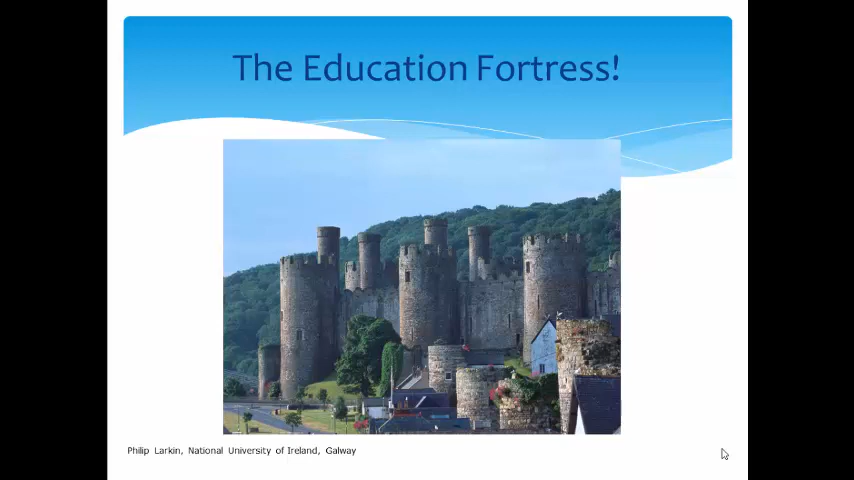 The Education Fortress!
Philip Larkin, National University of Ireland, Galway